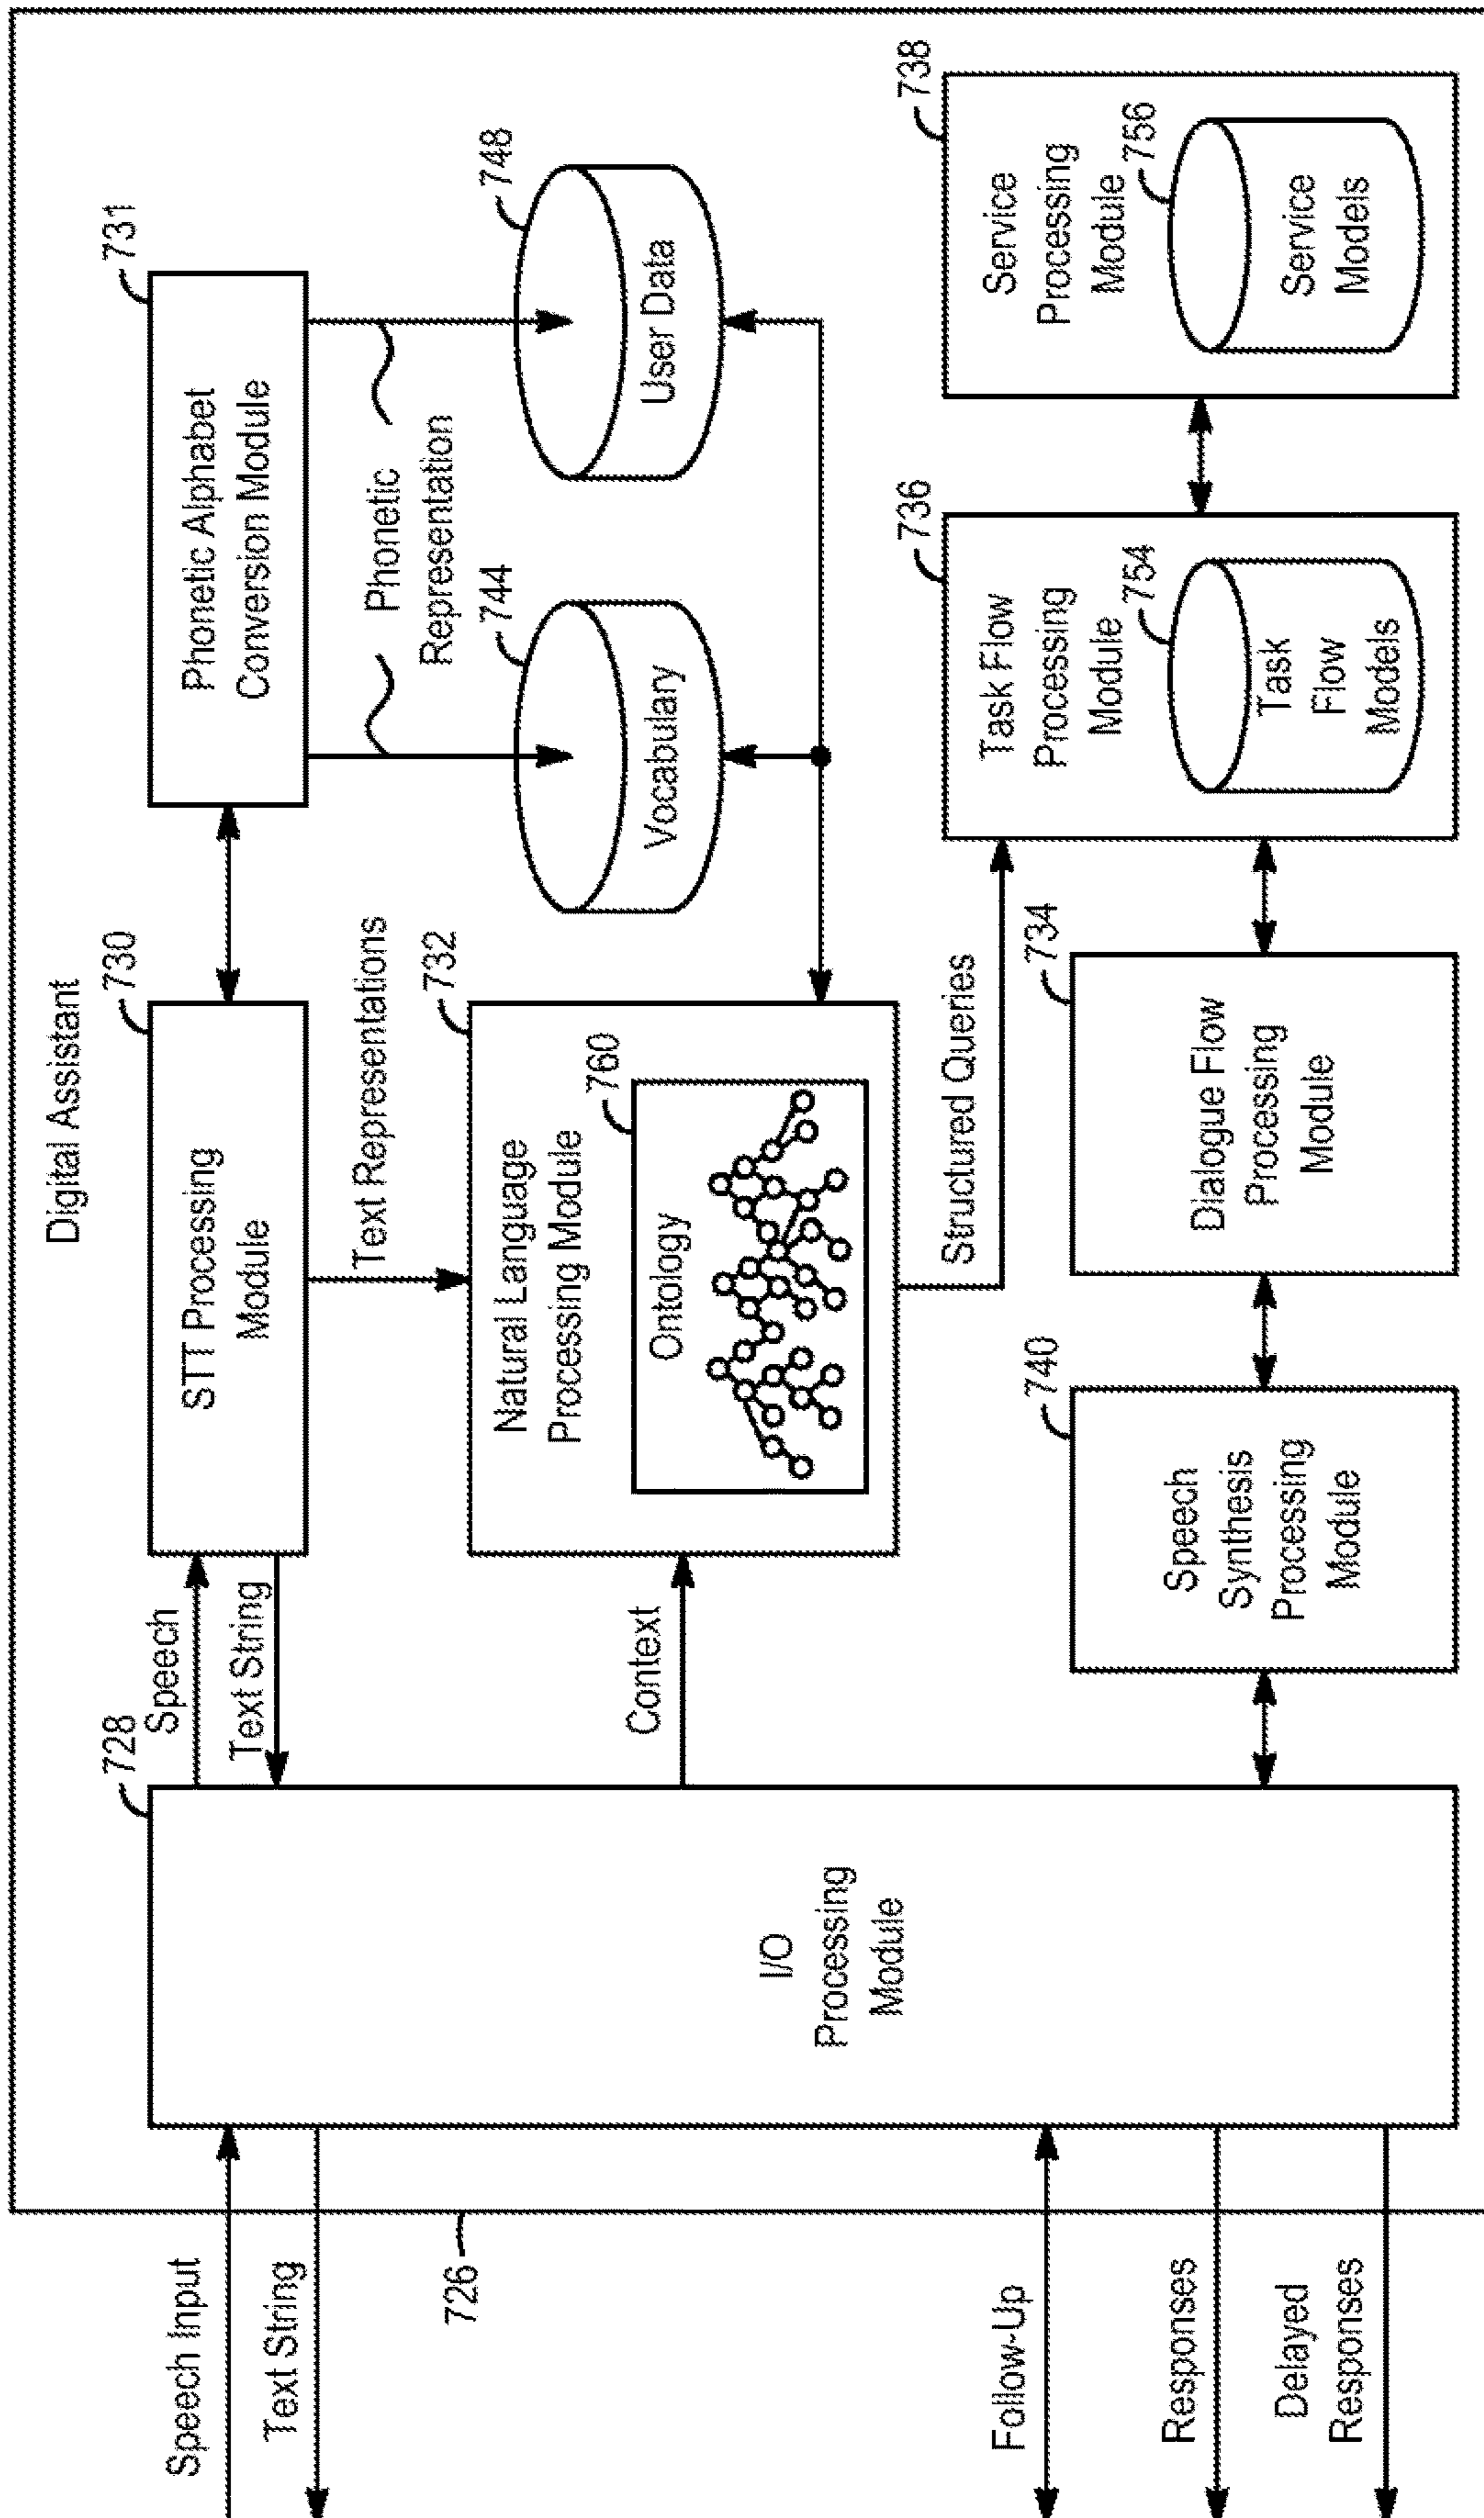 Digital Assistant
Speech Input
Text String
726
Follow-Up
Responses
Delayed
Responses
728
I/O
Processing
Module
Speech
Text String
Context
730
STT Processing
Module
Text Representations
731
Phonetic Alphabet
Conversion Module
Phonetic
Representation
744
Vocabulary
748
User Data
732
Natural Language
Processing Module
760
Ontology
Structured Queries
740
Speech
Synthesis
Processing
Module
734
Dialogue Flow
Processing
Module
736
Task Flow
Processing
Module
754
Task
Flow
Models
738
Service
Processing
Module
756
Service
Models